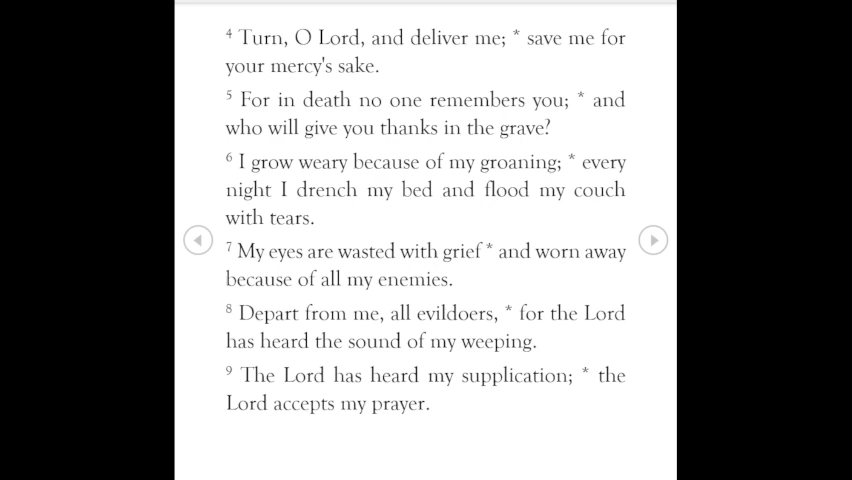 4 Turn, O Lord, and deliver me; * save me for
your mercy's sake.
5 For in death no one remembers you; * and
who will give you thanks in the grave?
6 I grow weary because of my groaning; * every
night I drench my bed and flood my couch
with tears.
7 My eyes are wasted with grief * and worn away
because of all my enemies.
8 Depart from me, all evildoers, * for the Lord
has heard the sound of my weeping.
9 The Lord has heard my supplication; * the
Lord accepts my prayer.